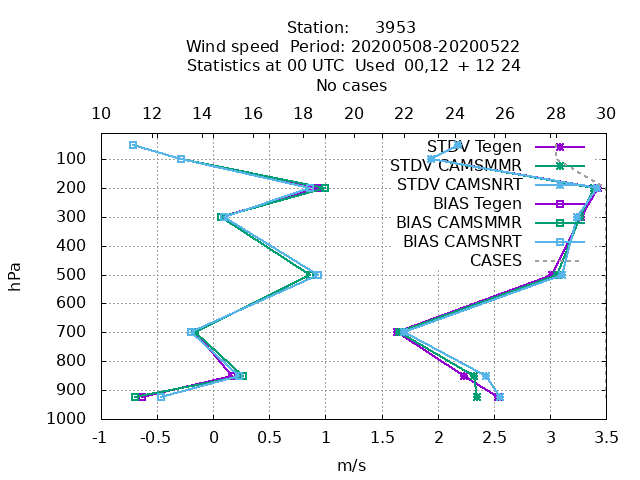 Station: 3953
Wind speed Period: 20200508-20200522
Statistics at 00 UTC Used 00,12 + 12 24
No cases
10 12 14 16 18 20 22 24 26 28 30
STDV Tegen
STDV CAMSMMR
STDV CAMSNRT
BIAS Tegen
BIAS CAMSMMR
BIAS CAMSNRT
CASES
hPa
100
200
300
400
500
600
700
800
900
1000
-1 -0.5 0 0.5 1 1.5 2 2.5 3 3.5
m/s